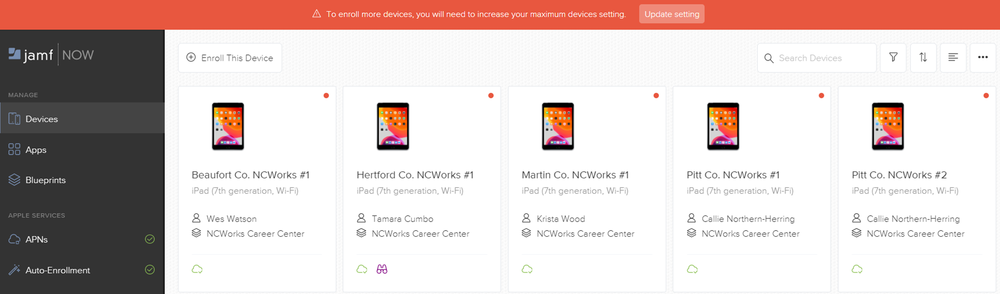 To enroll more devices, you will need to increase your maximum devices setting. Update setting
jamf NOW
Enroll This Device
Search Devices
MANAGE
Devices
Apps
Blueprints
APPLE SERVICES
APNs
Auto-Enrollment
Beaufort Co. NCWorks #1
iPad (7th generation, Wi-Fi)
Wes Watson
NCWorks Career Center
Hertford Co. NCWorks #1
iPad (7th generation, Wi-Fi)
Tamara Cumbo
NCWorks Career Center
Martin Co. NCWorks #1
iPad (7th generation, Wi-Fi)
Krista Wood
NCWorks Career Center
Pitt Co. NCWorks #1
iPad (7th generation, Wi-Fi)
Callie Northern-Herring
NCWorks Career Center
Pitt Co. NCWorks #2
iPad (7th generation, Wi-Fi)
Callie Northern-Herring
NCWorks Career Center